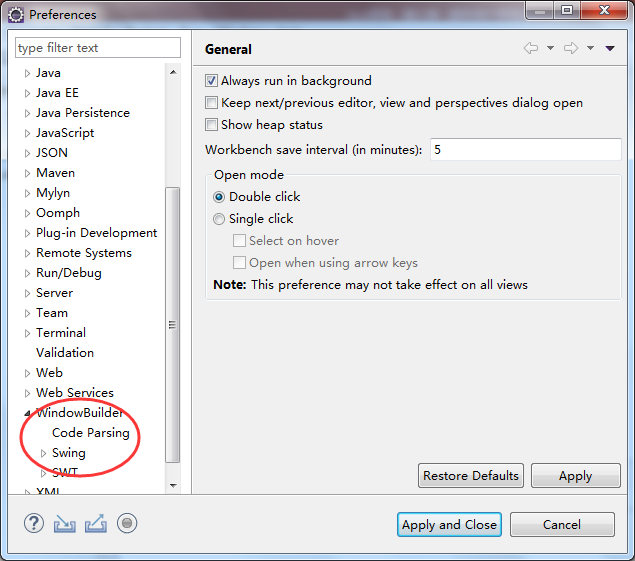 Preferences
type filter text
Java
Java EE
Java Persistence
JavaScript
JSON
Maven
Mylyn
Oomph
Plug-in Development
Remote Systems
Run/Debug
Server
Team
Terminal
Validation
Web
Web Services
WindowBuilder
Code Parsing
Swing
SWT
XML
General
Always run in background
Keep next/previous editor, view and perspectives dialog open
Show heap status
Workbench save interval (in minutes): 5
Open mode
Double click
Single click
Select on hover
Open when using arrow keys
Note: This preference may not take effect on all views
Restore Defaults Apply
Apply and Close Cancel